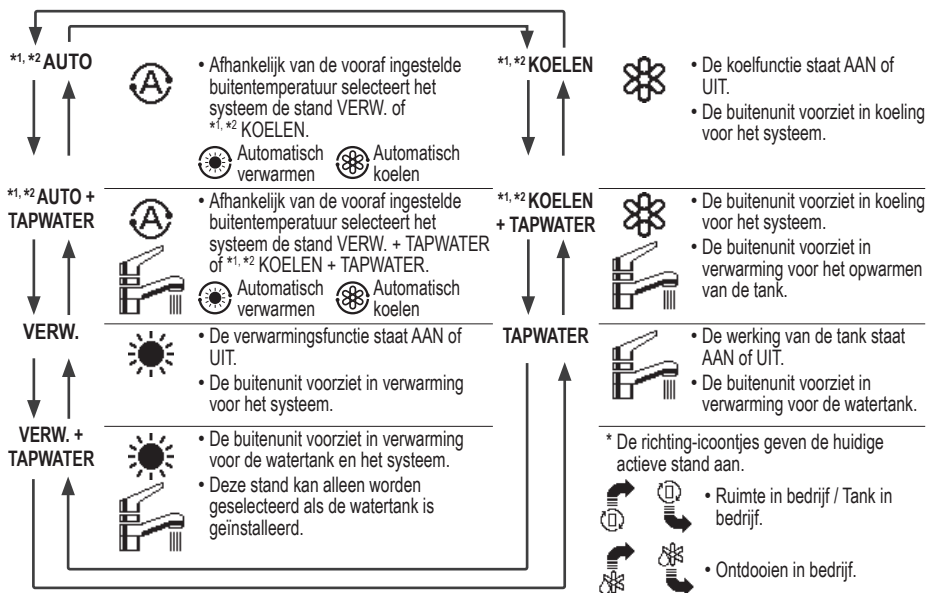 *1, *2 AUTO
• Afhankelijk van de vooraf ingestelde
buitentemperatuur selecteert het
systeem de stand VERW. of
*1, *2 KOELEN.
Automatisch
verwarmen
Automatisch
koelen
*1, *2 AUTO +
TAPWATER
• Afhankelijk van de vooraf ingestelde
buitentemperatuur selecteert het
systeem de stand VERW. + TAPWATER
of *1, *2 KOELEN + TAPWATER.
Automatisch
verwarmen
Automatisch
koelen
VERW.
• De verwarmingsfunctie staat AAN of
UIT.
• De buitenunit voorziet in verwarming
voor het systeem.
VERW. +
TAPWATER
• De buitenunit voorziet in verwarming
voor de watertank en het systeem.
• Deze stand kan alleen worden
geselecteerd als de watertank is
geïnstalleerd.
*1, *2 KOELEN
• De koelfunctie staat AAN of
UIT.
• De buitenunit voorziet in koeling
voor het systeem.
*1, *2 KOELEN
+ TAPWATER
• De buitenunit voorziet in koeling
voor het systeem.
• De buitenunit voorziet in
verwarming voor het opwarmen
van de tank.
TAPWATER
• De werking van de tank staat
AAN of UIT.
• De buitenunit voorziet in
verwarming voor de watertank.
* De richting-icoontjes geven de huidige
actieve stand aan.
• Ruimte in bedrijf / Tank in
bedrijf.
• Ontdooien in bedrijf.